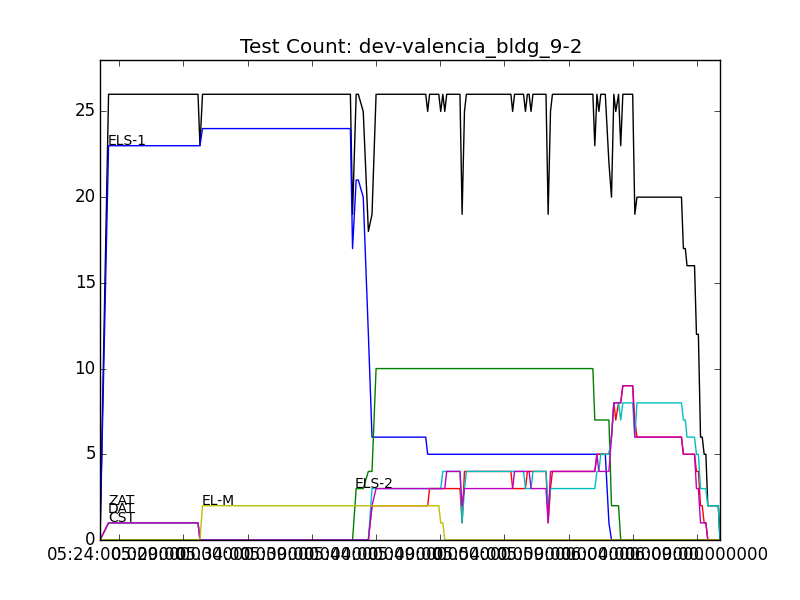 Test Count: dev-valencia_bldg_9-2
25
20
15
10
5
0
ELS-1
ELS-2
EL-M
ZAT
DAT
CST